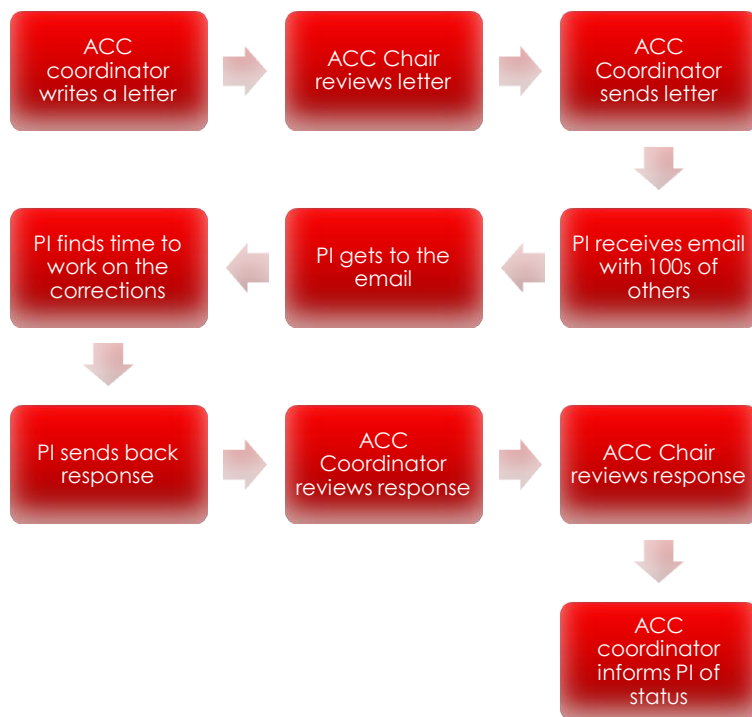 ACC
coordinator
writes a letter
ACC Chair
reviews letter
ACC
Coordinator
sends letter
PI receives email
with 100s of
others
PI gets to the
email
PI finds time to
work on the
corrections
PI sends back
response
ACC
Coordinator
reviews response
ACC Chair
reviews response
ACC
coordinator
informs PI of
status